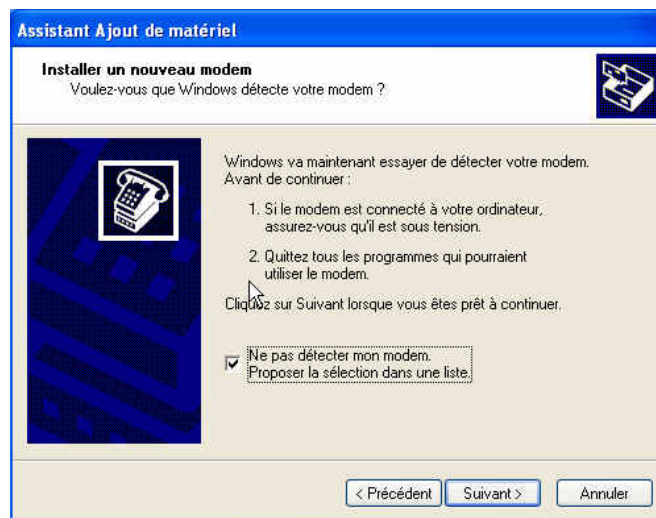 Assistant Ajout de matériel
Installer un nouveau modem
Voulez-vous que Windows détecte votre modem ?
Windows va maintenant essayer de détecter votre modem.
Avant de continuer :
1. Si le modem est connecté à votre ordinateur,
assurez-vous qu'il est sous tension.
2. Quittez tous les programmes qui pourraient
utiliser le modem.
Cliquez sur Suivant lorsque vous êtes prêt à continuer.
Ne pas détecter mon modem.
Proposer la sélection dans une liste.
< Précédent Suivant > Annuler